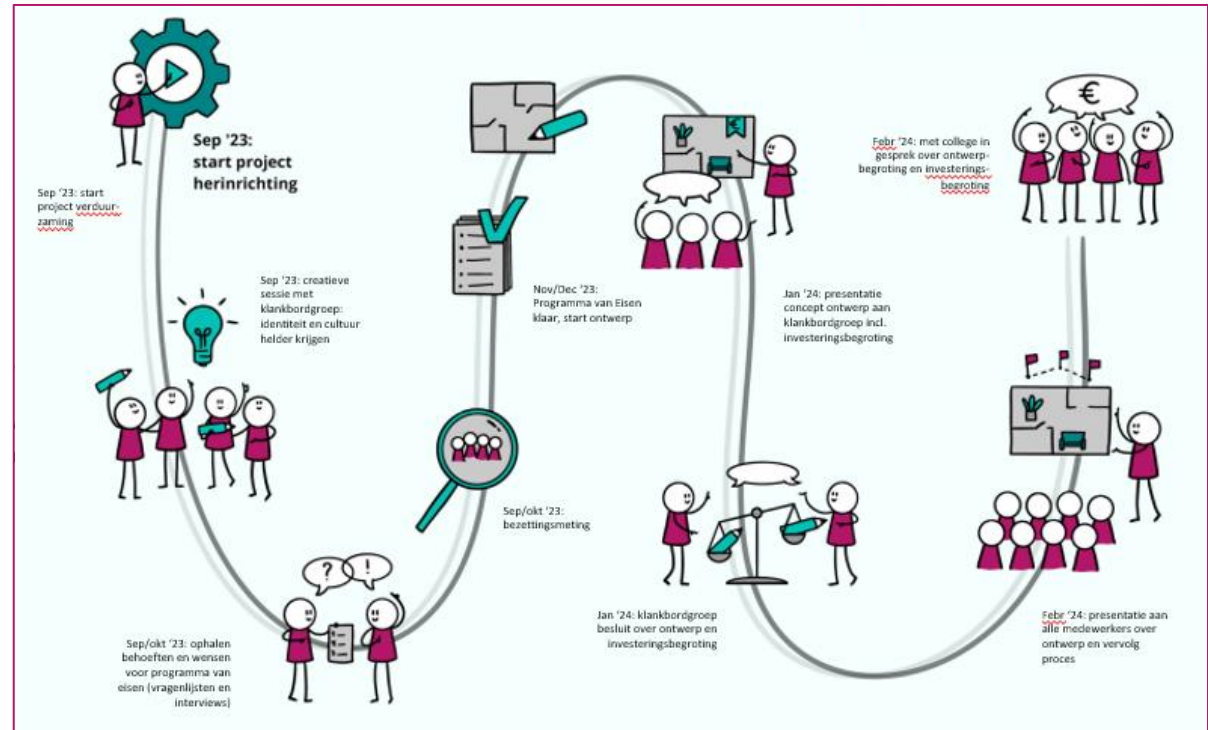 Sep '23:
start project
herinrichting
Sep '23: start
project verduur-
zaming
Sep '23: creatieve
sessie met
klankbordgroep:
identiteit en cultuur
helder krijgen
?
!
Sep/okt '23: ophalen
behoeften en wensen
voor programma van
eisen (vragenlijsten en
interviews)
Sep/okt '23:
bezettingsmeting
Nov/Dec '23:
Programma van Eisen
klaar, start ontwerp
€
Jan '24: presentatie
concept ontwerp aan
klankbordgroep incl.
investeringsbegroting
Jan '24: klankbordgroep
besluit over ontwerp en
investeringsbegroting
Febr '24: presentatie aan
alle medewerkers over
ontwerp en vervolg
proces
€
Febr '24: met college in
gesprek over ontwerp-
begroting en investerings-
begroting